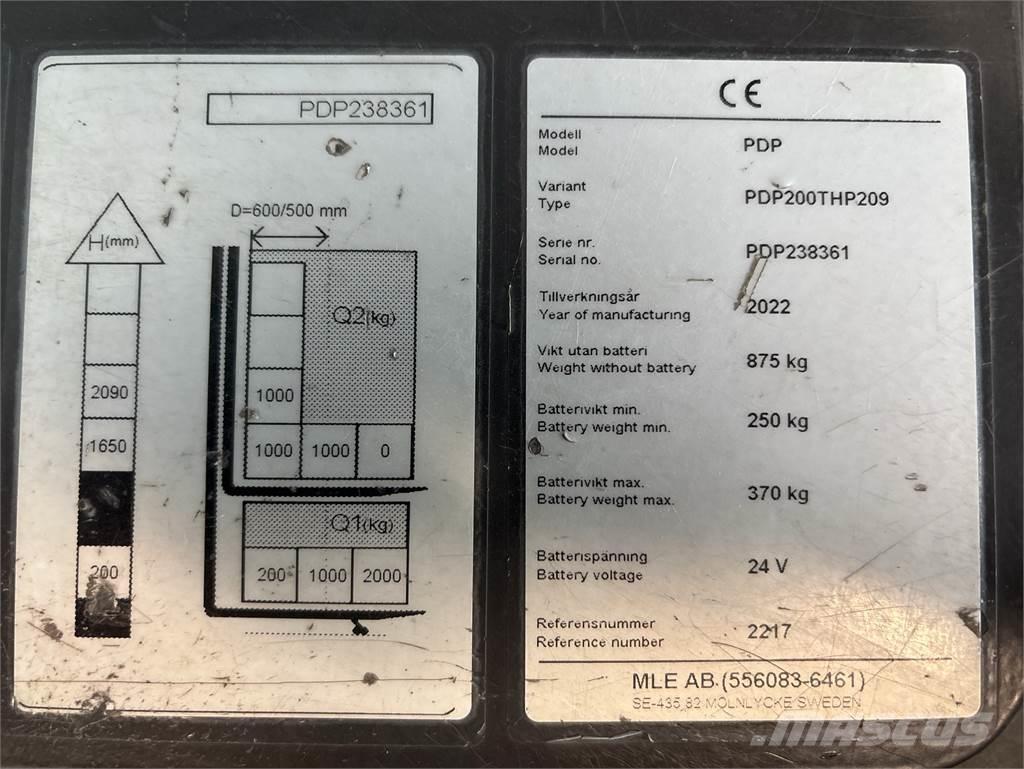 PDP238361
D=600/500 mm
H(mm)
Q2(kg)
2090
1000
1650
1000 1000 0
Q1(kg)
200
200 1000 2000
CE
Modell
Model
PDP
Variant
Type
PDP200THP209
Serie nr.
Serial no.
PDP238361
Tillverkningsår
Year of manufacturing
2022
Vikt utan batteri
Weight without battery
875 kg
Batterivikt min.
Battery weight min.
250 kg
Batterivikt max.
Battery weight max.
370 kg
Batterispänning
Battery voltage
24 V
Referensnummer
Reference number
2217
MLE AB (556083-6461)
SE-435 82 MÖLNLYCKE SWEDEN
MASCUS